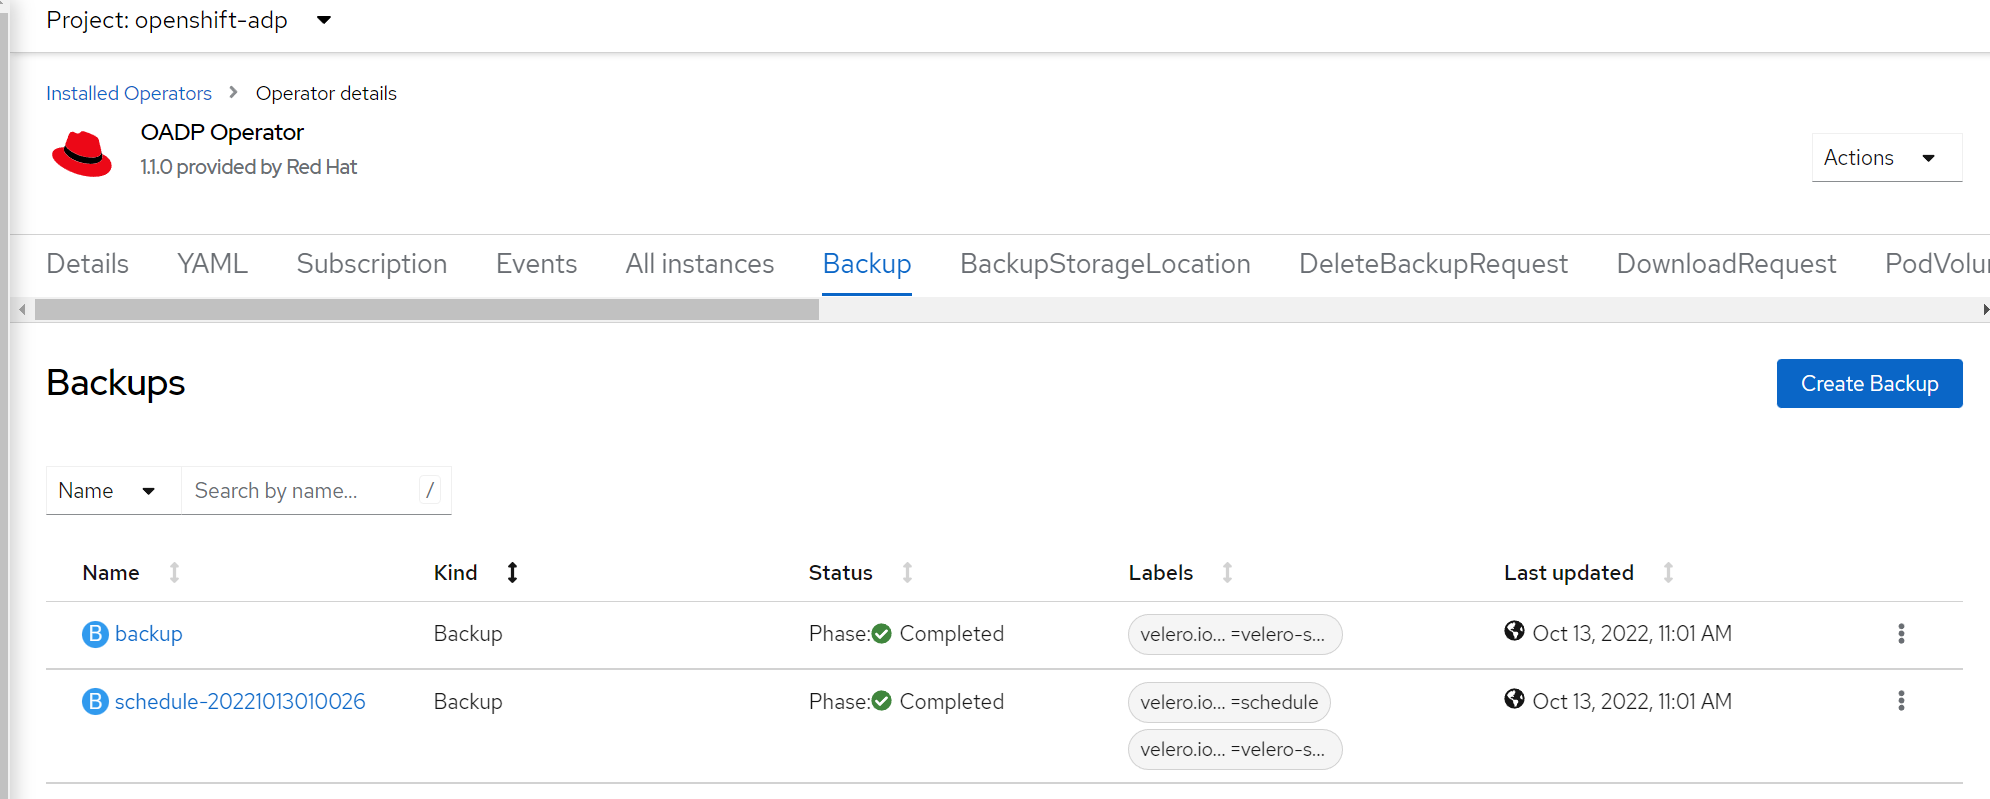 Project: openshift-adp
Installed Operators Operator details
OADP Operator
1.1.0 provided by Red Hat
Actions
Details YAML Subscription Events All instances Backup BackupStorageLocation DeleteBackupRequest DownloadRequest PodVolu
Backups
Create Backup
Name Search by name... /
Name Kind Status Labels Last updated
B backup Backup Phase: Completed velero.io... =velero-s... Oct 13, 2022, 11:01 AM
B schedule-20221013010026 Backup Phase: Completed velero.io... =schedule Oct 13, 2022, 11:01 AM
velero.io... =velero-s...